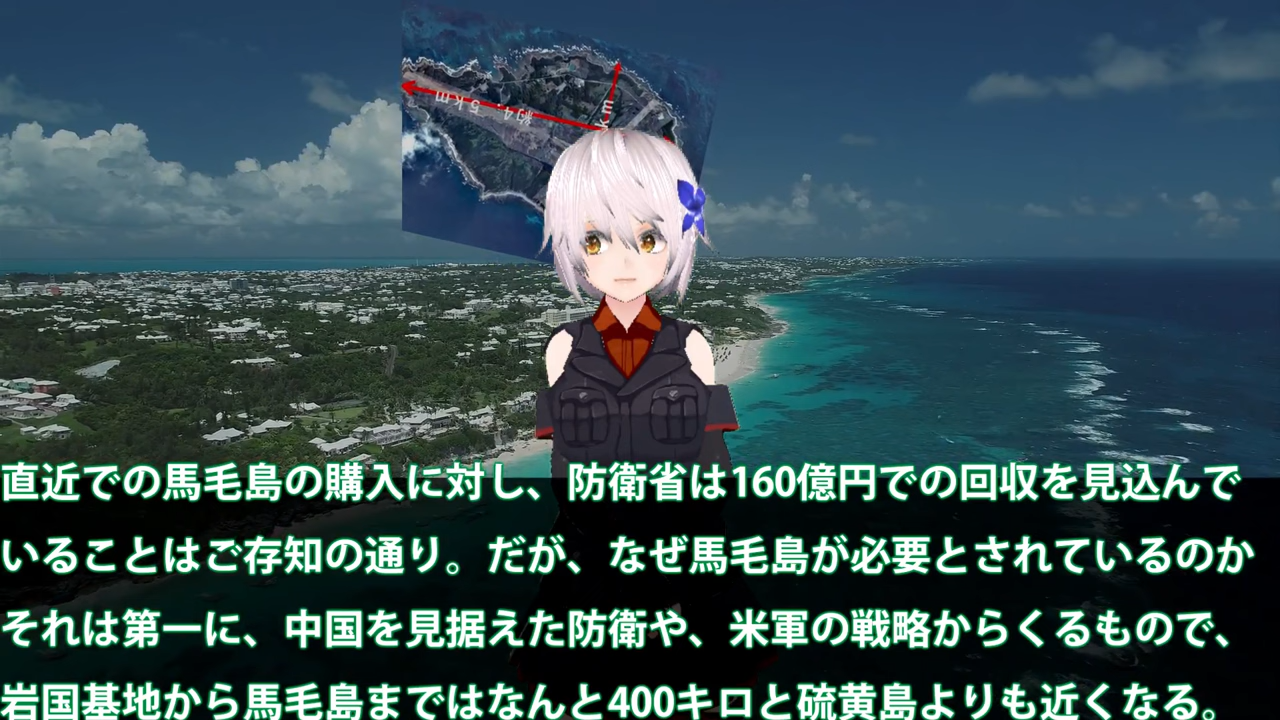 約4.5km
km
直近での馬毛島の購入に対し、防衛省は160億円での回収を見込んで
いることはご存知の通り。だが、なぜ馬毛島が必要とされているのか
それは第一に、中国を見据えた防衛や、米軍の戦略からくるもので、
岩国基地から馬毛島まではなんと400キロと硫黄島よりも近くなる。